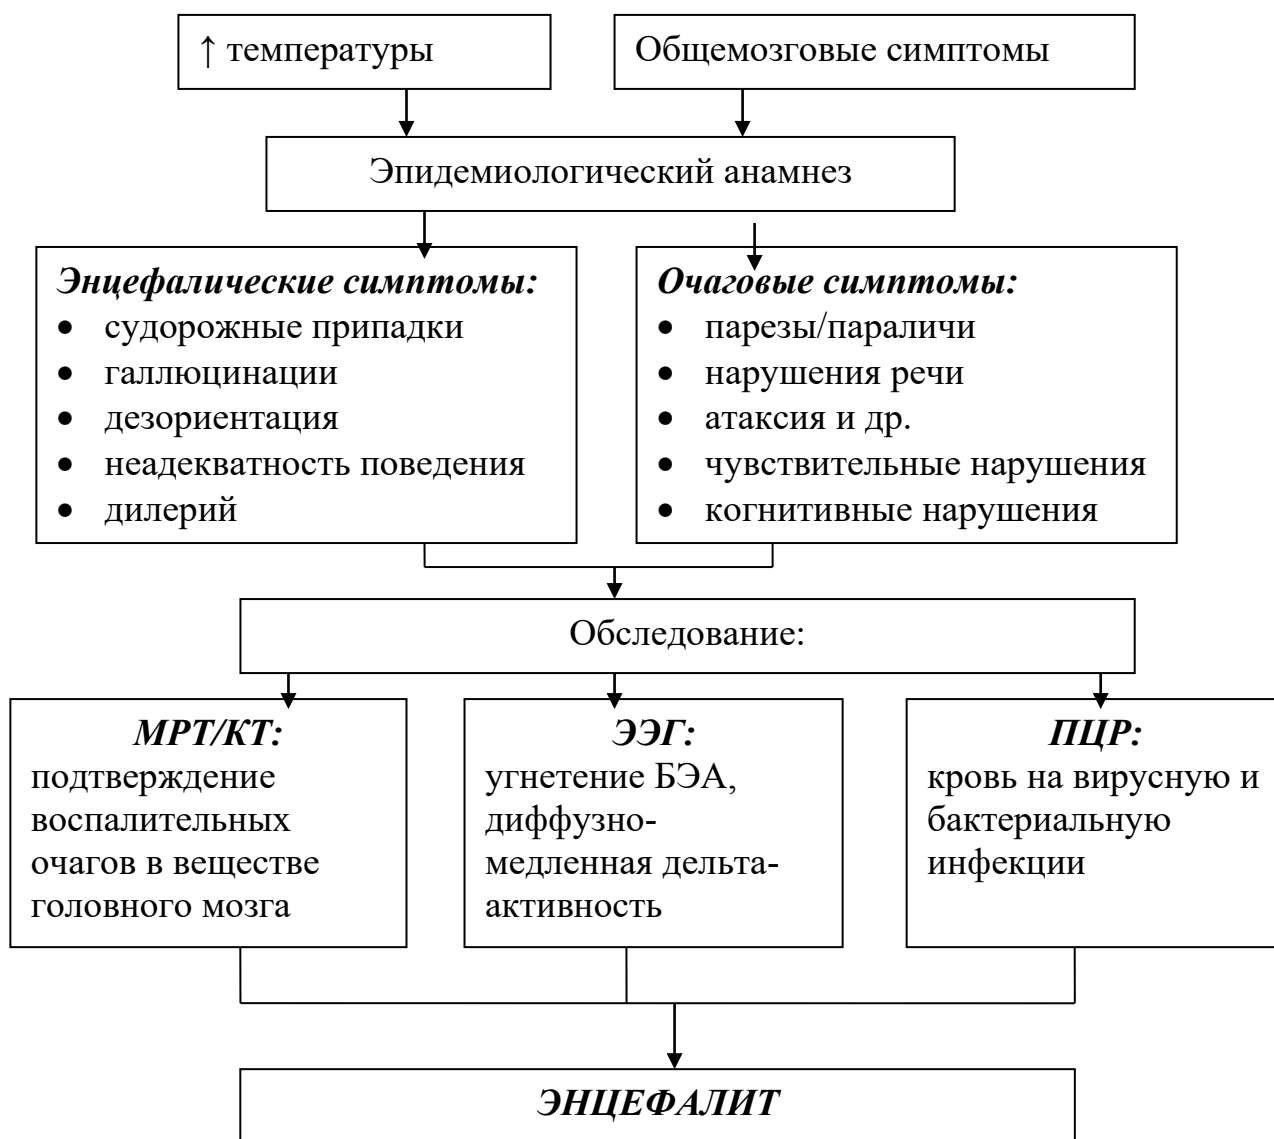 ↑ температуры
Общемозговые симптомы
Эпидемиологический анамнез
Энцефалические симптомы:
• судорожные припадки
• галлюцинации
• дезориентация
• неадекватность поведения
• дилерий
Очаговые симптомы:
• парезы/параличи
• нарушения речи
• атаксия и др.
• чувствительные нарушения
• когнитивные нарушения
Обследование:
МРТ/КТ:
подтверждение
воспалительных
очагов в веществе
головного мозга
ЭЭГ:
угнетение БЭА,
диффузно-
медленная дельта-
активность
ПЦР:
кровь на вирусную и
бактериальную
инфекции
ЭНЦЕФАЛИТ